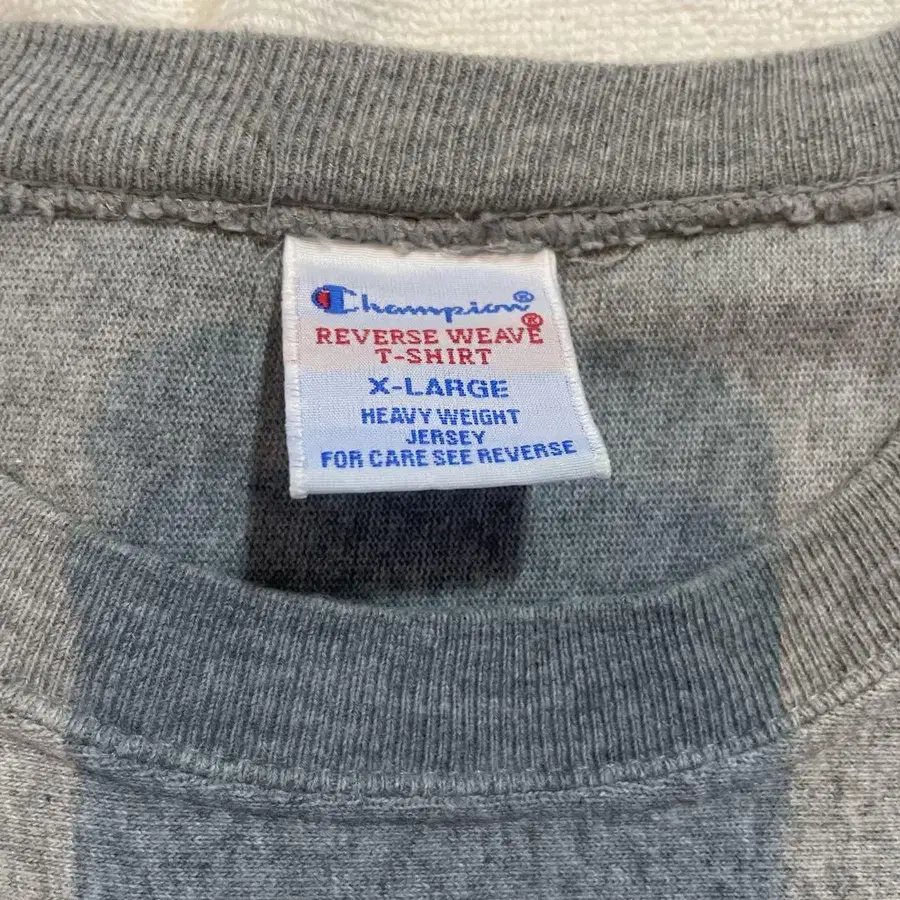 Champion®
REVERSE WEAVE®
T-SHIRT
X-LARGE
HEAVY WEIGHT
JERSEY
FOR CARE SEE REVERSE